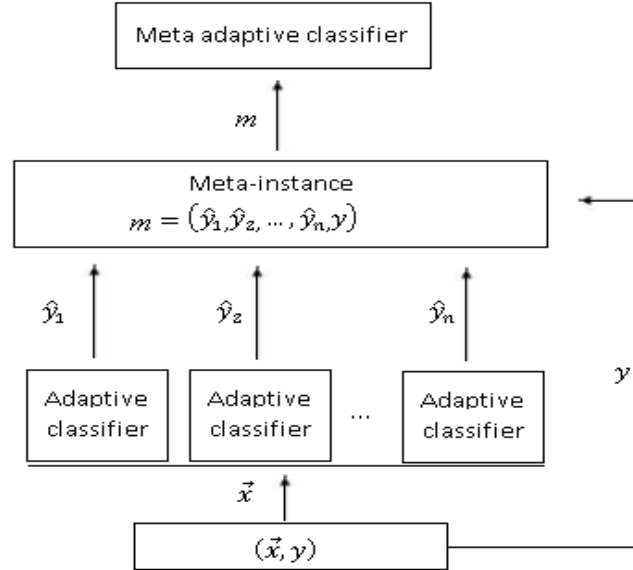 Meta adaptive classifier
m
Meta-instance
m = (ŷ₁,ŷ₂, ... , ŷₙ,y)
ŷ₁ ŷ₂ ŷₙ
y
Adaptive classifier Adaptive classifier ... Adaptive classifier
x⃗
(x⃗, y)